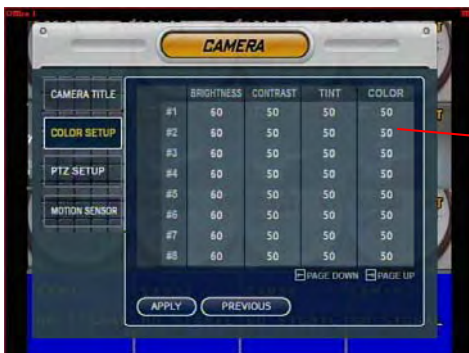 Office 1
CAMERA
CAMERA TITLE
COLOR SETUP
PTZ SETUP
MOTION SENSOR
BRIGHTNESS CONTRAST TINT COLOR
#1 60 50 50 50
#2 60 50 50 50
#3 60 50 50 50
#4 60 50 50 50
#5 60 50 50 50
#6 60 50 50 50
#7 60 50 50 50
#8 60 50 50 50
PAGE DOWN PAGE UP
APPLY PREVIOUS